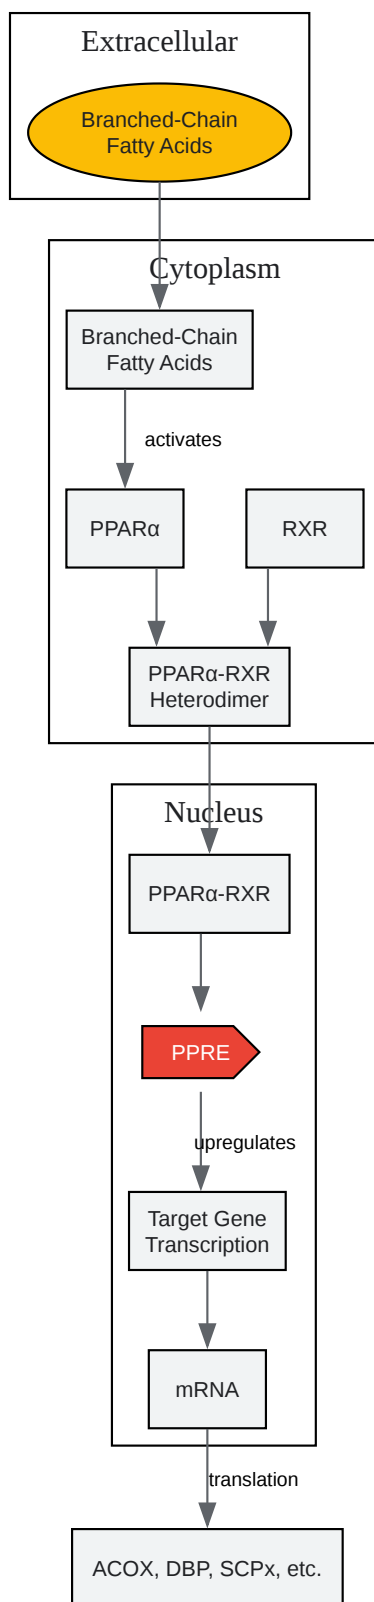 Extracellular
Branched-Chain
Fatty Acids
Cytoplasm
Branched-Chain
Fatty Acids
activates
PPARα
RXR
PPARα-RXR
Heterodimer
Nucleus
PPARα-RXR
PPRE
upregulates
Target Gene
Transcription
mRNA
translation
ACOX, DBP, SCPx, etc.